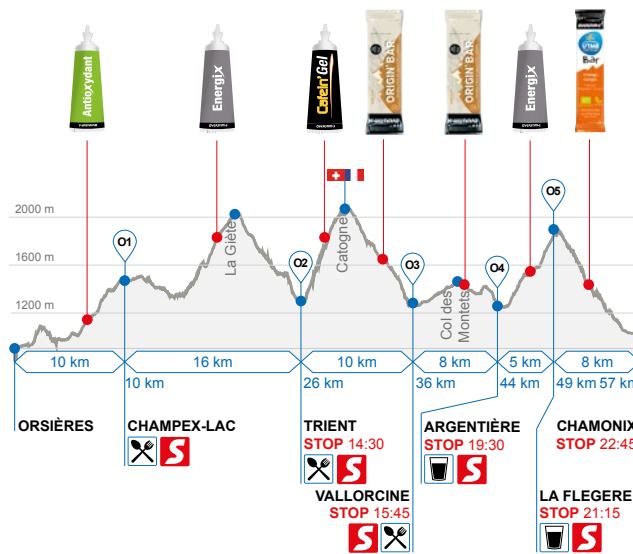 Antioxydant
EnergiX
Cafein'Gel
ORIGIN'BAR
ORIGIN'BAR
EnergiX
UTMB
Bar
2000 m
1600 m
1200 m
O1
La Giète
O2
Catogne
O3
Col des
Montets
O4
O5
10 km
16 km
10 km
8 km
5 km
8 km
10 km
26 km
36 km
44 km
49 km
57 km
ORSIÈRES
CHAMPEX-LAC
S
TRIENT
STOP 14:30
S
VALLORCINE
STOP 15:45
S
ARGENTIÈRE
STOP 19:30
S
LA FLEGERE
STOP 21:15
S
CHAMONIX
STOP 22:45